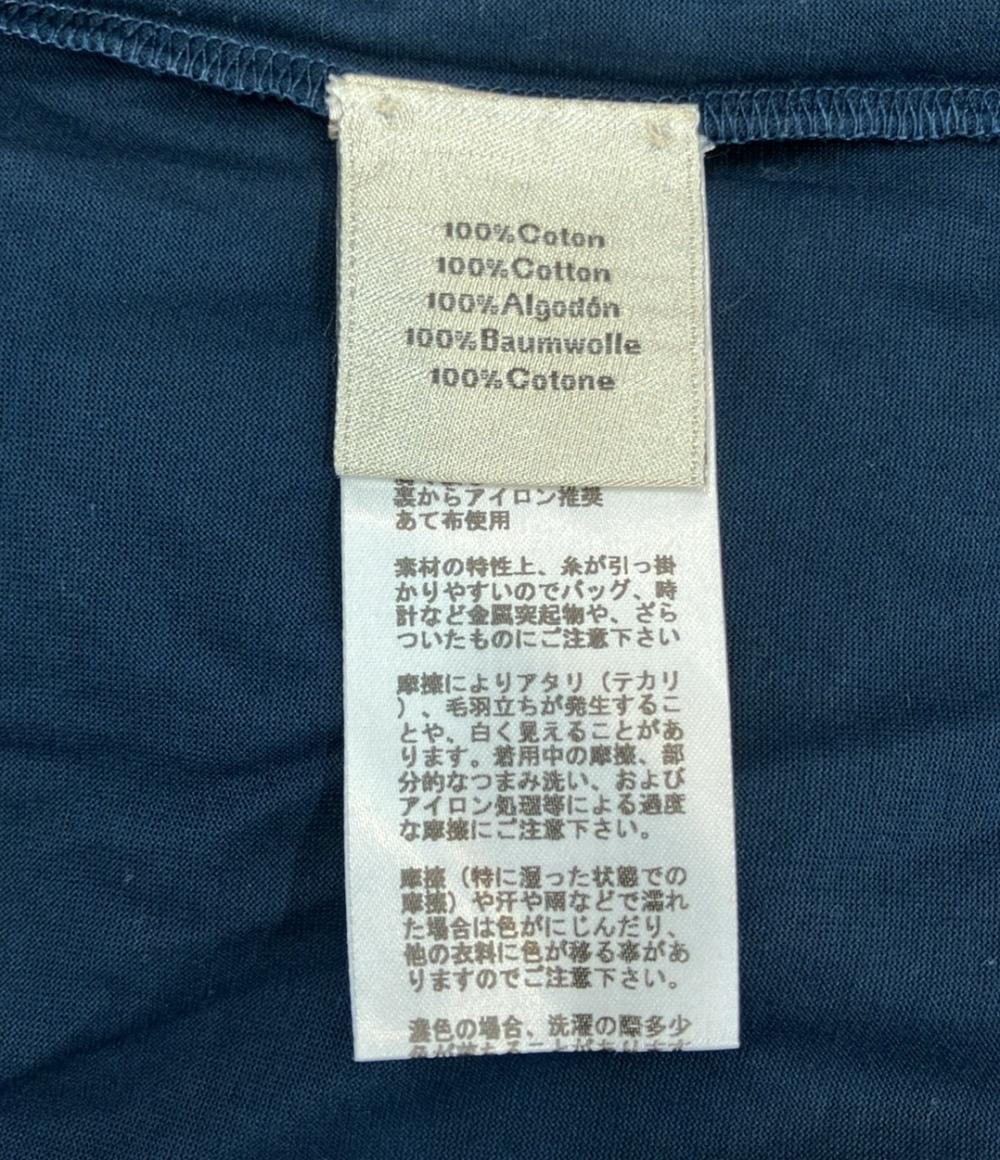 100%Coton
100%Cotton
100%Algodón
100%Baumwolle
100%Cotone
裏からアイロン推奨
あて布使用
素材の特性上、糸が引っ掛
かりやすいのでバッグ、時
計など金属突起物や、ざら
ついたものにご注意下さい
摩擦によりアタリ（テカリ
）、毛羽立ちが発生するこ
とや、白く見えることがあ
ります。着用中の摩擦、部
分的なつまみ洗い、および
アイロン処理等による過度
な摩擦にご注意下さい。
摩擦（特に湿った状態での
摩擦）や汗や雨などで濡れ
た場合は色がにじんだり、
他の衣料に色が移る事があ
りますのでご注意下さい。
濃色の場合、洗濯の際多少